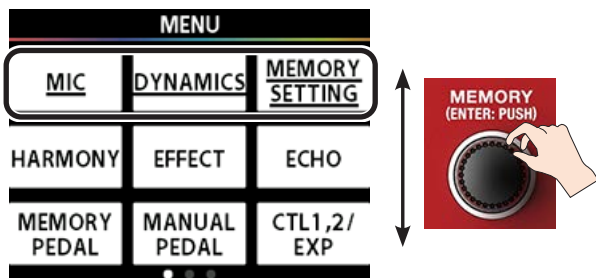 MENU
MIC
DYNAMICS
MEMORY
SETTING
HARMONY
EFFECT
ECHO
MEMORY
PEDAL
MANUAL
PEDAL
CTL1,2/
EXP
MEMORY
(ENTER: PUSH)